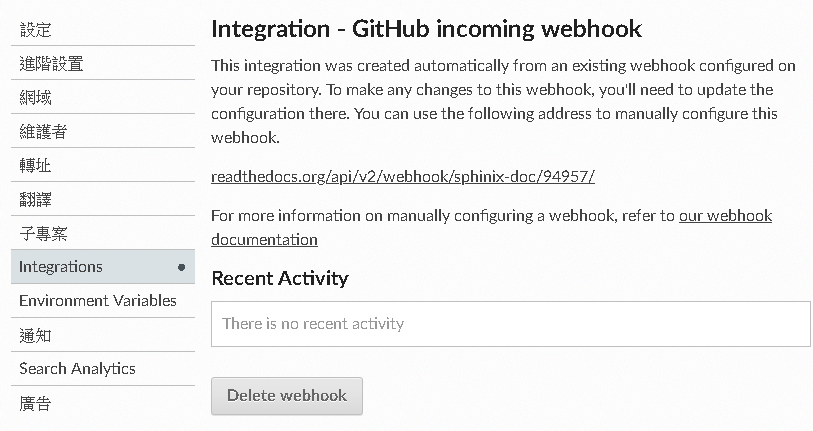 設定
進階設置
網域
維護者
轉址
翻譯
子專案
Integrations
Environment Variables
通知
Search Analytics
廣告
Integration - GitHub incoming webhook
This integration was created automatically from an existing webhook configured on
your repository. To make any changes to this webhook, you'll need to update the
configuration there. You can use the following address to manually configure this
webhook.
readthedocs.org/api/v2/webhook/sphinix-doc/94957/
For more information on manually configuring a webhook, refer to our webhook
documentation
Recent Activity
There is no recent activity
Delete webhook